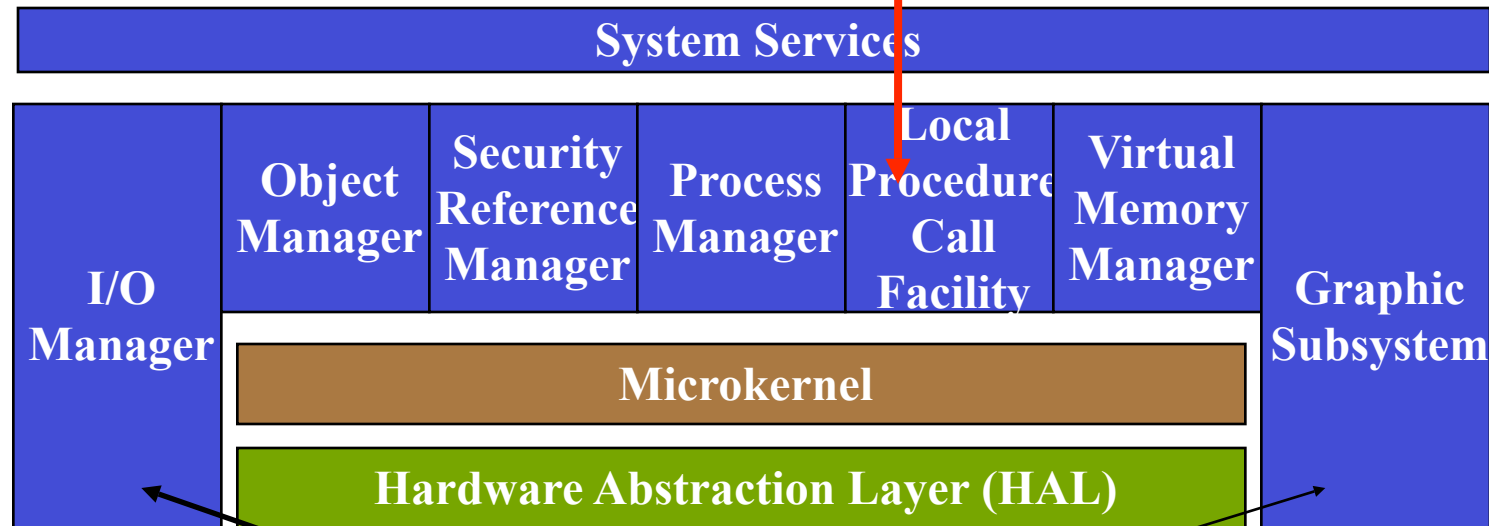 System Services
I/O
Manager
Object
Manager
Security
Reference
Manager
Process
Manager
Local
Procedure
Call
Facility
Virtual
Memory
Manager
Graphic
Subsystem
Microkernel
Hardware Abstraction Layer (HAL)